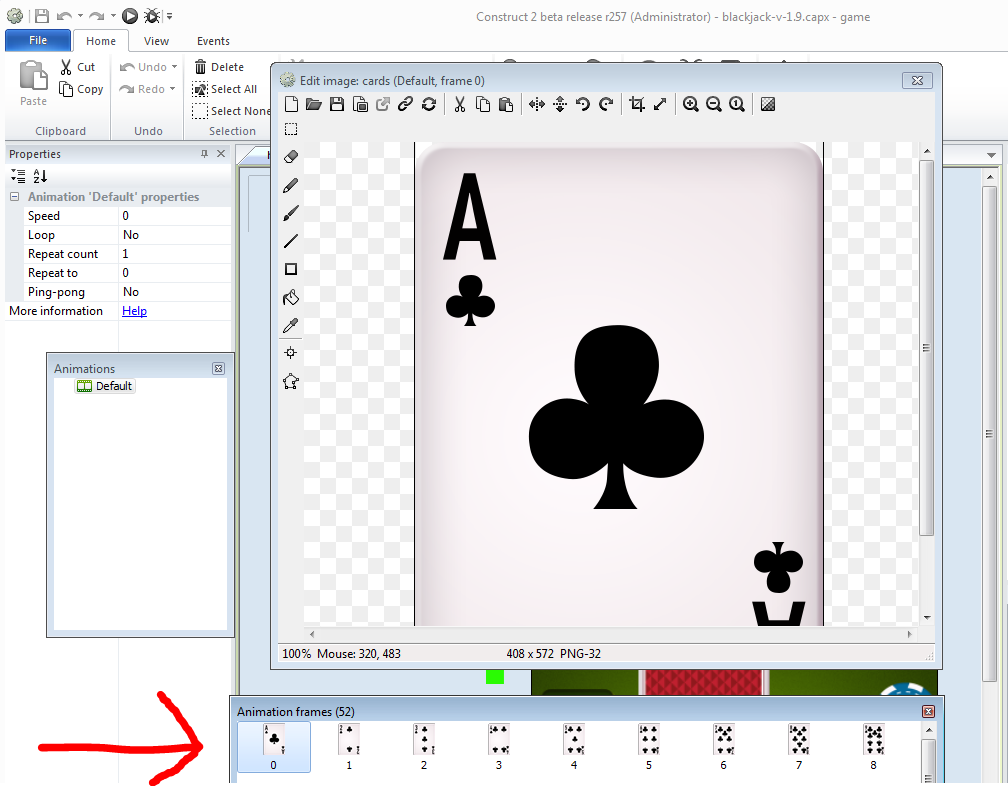 Construct 2 beta release r257 (Administrator) - blackjack-v-1.9.capx - game
File Home View Events
Paste Cut Copy
Clipboard
Undo Redo
Undo
Delete
Select All
Select None
Selection
Properties
Animation 'Default' properties
Speed 0
Loop No
Repeat count 1
Repeat to 0
Ping-pong No
More information Help
Animations
Default
Edit image: cards (Default, frame 0)
A
A
100% Mouse: 320, 483 408 x 572 PNG-32
Animation frames (52)
0 1 2 3 4 5 6 7 8